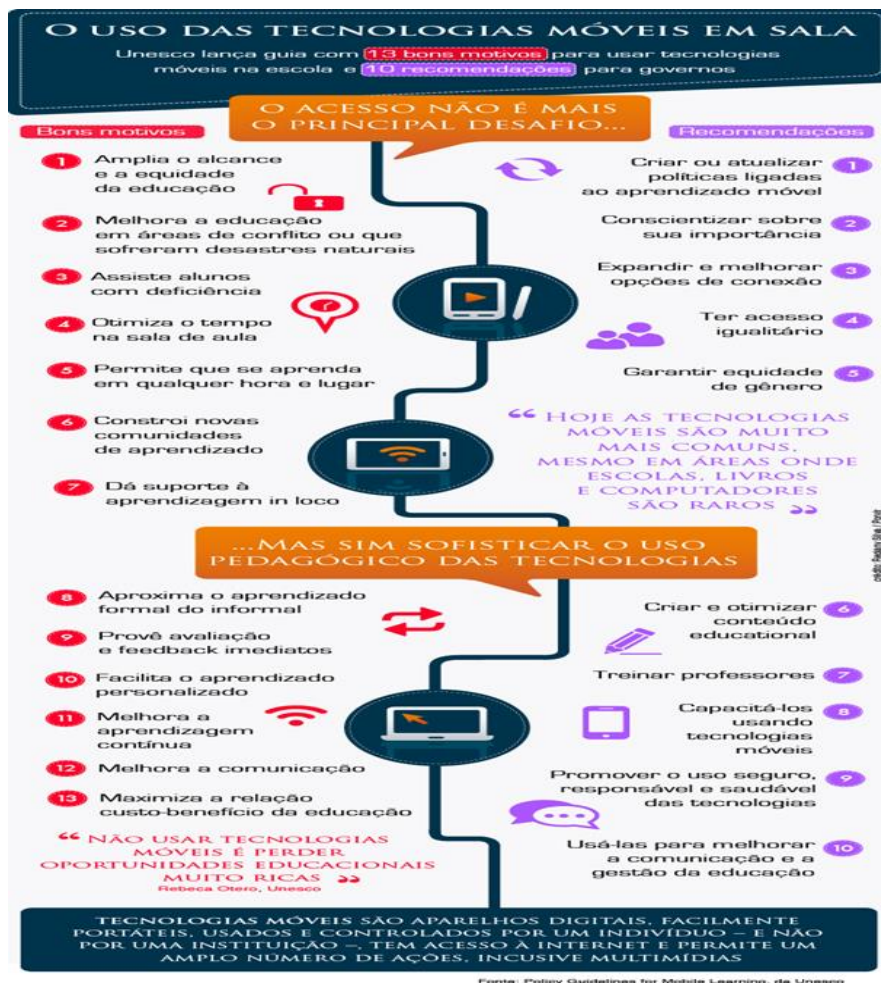 O USO DAS TECNOLOGIAS MÓVEIS EM SALA
Unesco lança guia com 13 bons motivos para usar tecnologias
móveis na escola e 10 recomendações para governos
O ACESSO NÃO É MAIS
O PRINCIPAL DESAFIO...
Bons motivos
1 Amplia o alcance
e a equidade
da educação
2 Melhora a educação
em áreas de conflito ou que
sofreram desastres naturais
3 Assiste alunos
com deficiência
4 Otimiza o tempo
na sala de aula
5 Permite que se aprenda
em qualquer hora e lugar
6 Constroi novas
comunidades
de aprendizado
7 Dá suporte à
aprendizagem in loco
Recomendações
Criar ou atualizar 1
políticas ligadas
ao aprendizado móvel
Conscientizar sobre 2
sua importância
Expandir e melhorar 3
opções de conexão
Ter acesso 4
igualitário
Garantir equidade 5
de gênero
“ HOJE AS TECNOLOGIAS
MÓVEIS SÃO MUITO
MAIS COMUNS,
MESMO EM ÁREAS ONDE
ESCOLAS, LIVROS
E COMPUTADORES
SÃO RAROS ”
...MAS SIM SOFISTICAR O USO
PEDAGÓGICO DAS TECNOLOGIAS
8 Aproxima o aprendizado
formal do informal
9 Provê avaliação
e feedback imediatos
10 Facilita o aprendizado
personalizado
11 Melhora a
aprendizagem
contínua
12 Melhora a comunicação
13 Maximiza a relação
custo-benefício da educação
“ NÃO USAR TECNOLOGIAS
MÓVEIS É PERDER
OPORTUNIDADES EDUCACIONAIS
MUITO RICAS ”
Rebeca Otero, Unesco
Criar e otimizar 6
conteúdo
educational
Treinar professores 7
Capacitá-los 8
usando
tecnologias
móveis
Promover o uso seguro, 9
responsável e saudável
das tecnologias
Usá-las para melhorar 10
a comunicação e a
gestão da educação
TECNOLOGIAS MÓVEIS SÃO APARELHOS DIGITAIS, FACILMENTE
PORTÁTEIS, USADOS E CONTROLADOS POR UM INDIVÍDUO – E NÃO
POR UMA INSTITUIÇÃO –, TEM ACESSO À INTERNET E PERMITE UM
AMPLO NÚMERO DE AÇÕES, INCUSIVE MULTIMÍDIAS
Fonte: Policy Guidelines for Mobile Learning, da Unesco